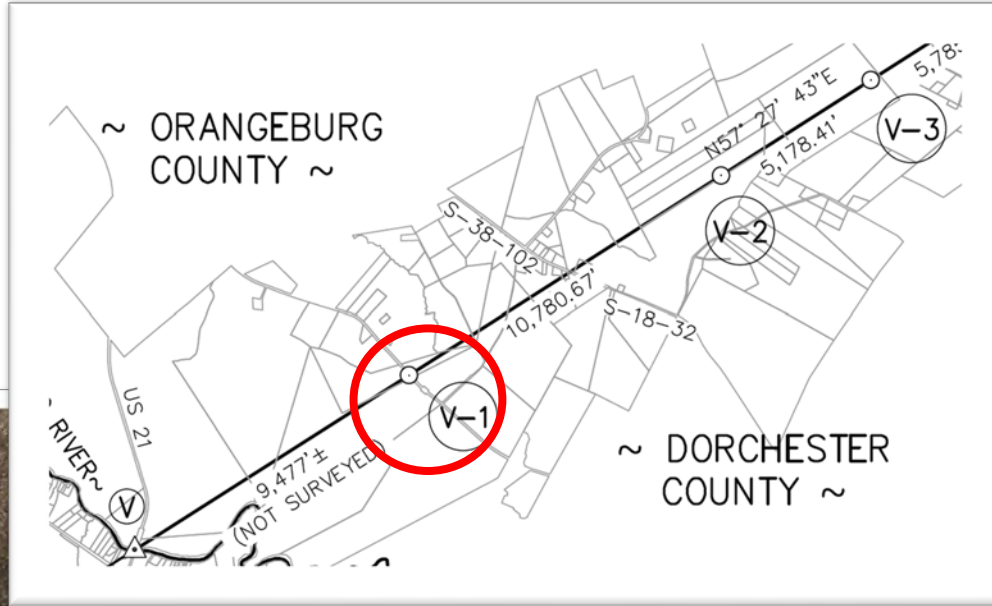 ~ ORANGEBURG
COUNTY ~
N57° 27' 43"E
5,178.41'
V-3
S-38-102
V-2
10,780.67'
S-18-32
US 21
V-1
~ DORCHESTER
COUNTY ~
9,477'±
(NOT SURVEYED)
RIVER~
V